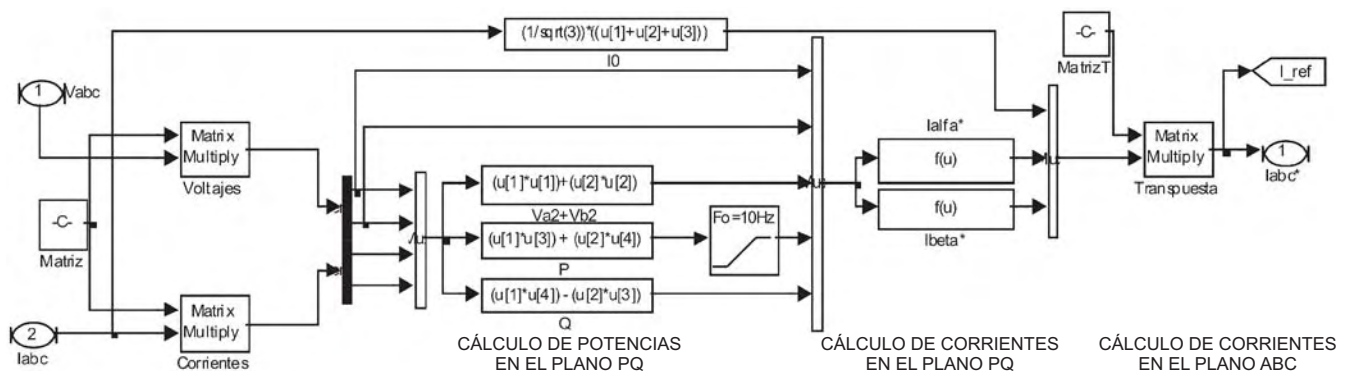 (1/sqrt(3))*((u[1]+u[2]+u[3]))
I0
-C-
MatrizT
I_ref
1
Vabc
Matrix
Multiply
Voltajes
-C-
Matriz
2
Iabc
Matrix
Multiply
Corrientes
(u[1]*u[1])+(u[2]*u[2])
Va2+Vb2
(u[1]*u[3]) + (u[2]*u[4])
P
(u[1]*u[4]) - (u[2]*u[3])
Q
Fo=10Hz
Ialfa*
f(u)
f(u)
Ibeta*
Matrix
Multiply
Transpuesta
1
Iabc*
CÁLCULO DE POTENCIAS
EN EL PLANO PQ
CÁLCULO DE CORRIENTES
EN EL PLANO PQ
CÁLCULO DE CORRIENTES
EN EL PLANO ABC